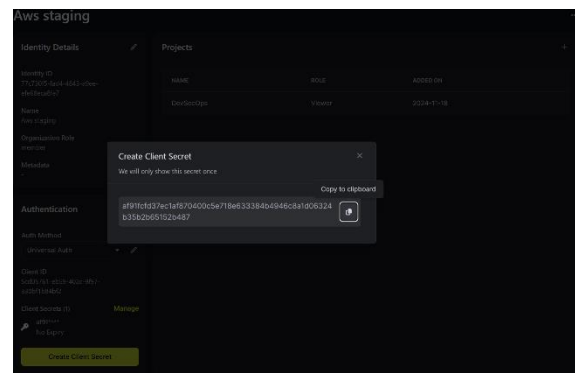 Aws staging
Identity Details
Projects
Identity ID
NAME
ROLE
ADDED ON
Name
Aws staging
DevSecOps
Viewer
2024-11-18
Organization Role
member
Metadata
-
Create Client Secret
We will only show this secret once
Copy to clipboard
Authentication
Auth Method
Universal Auth
Client ID
Client Secrets (1)
Manage
No Expiry
Create Client Secret